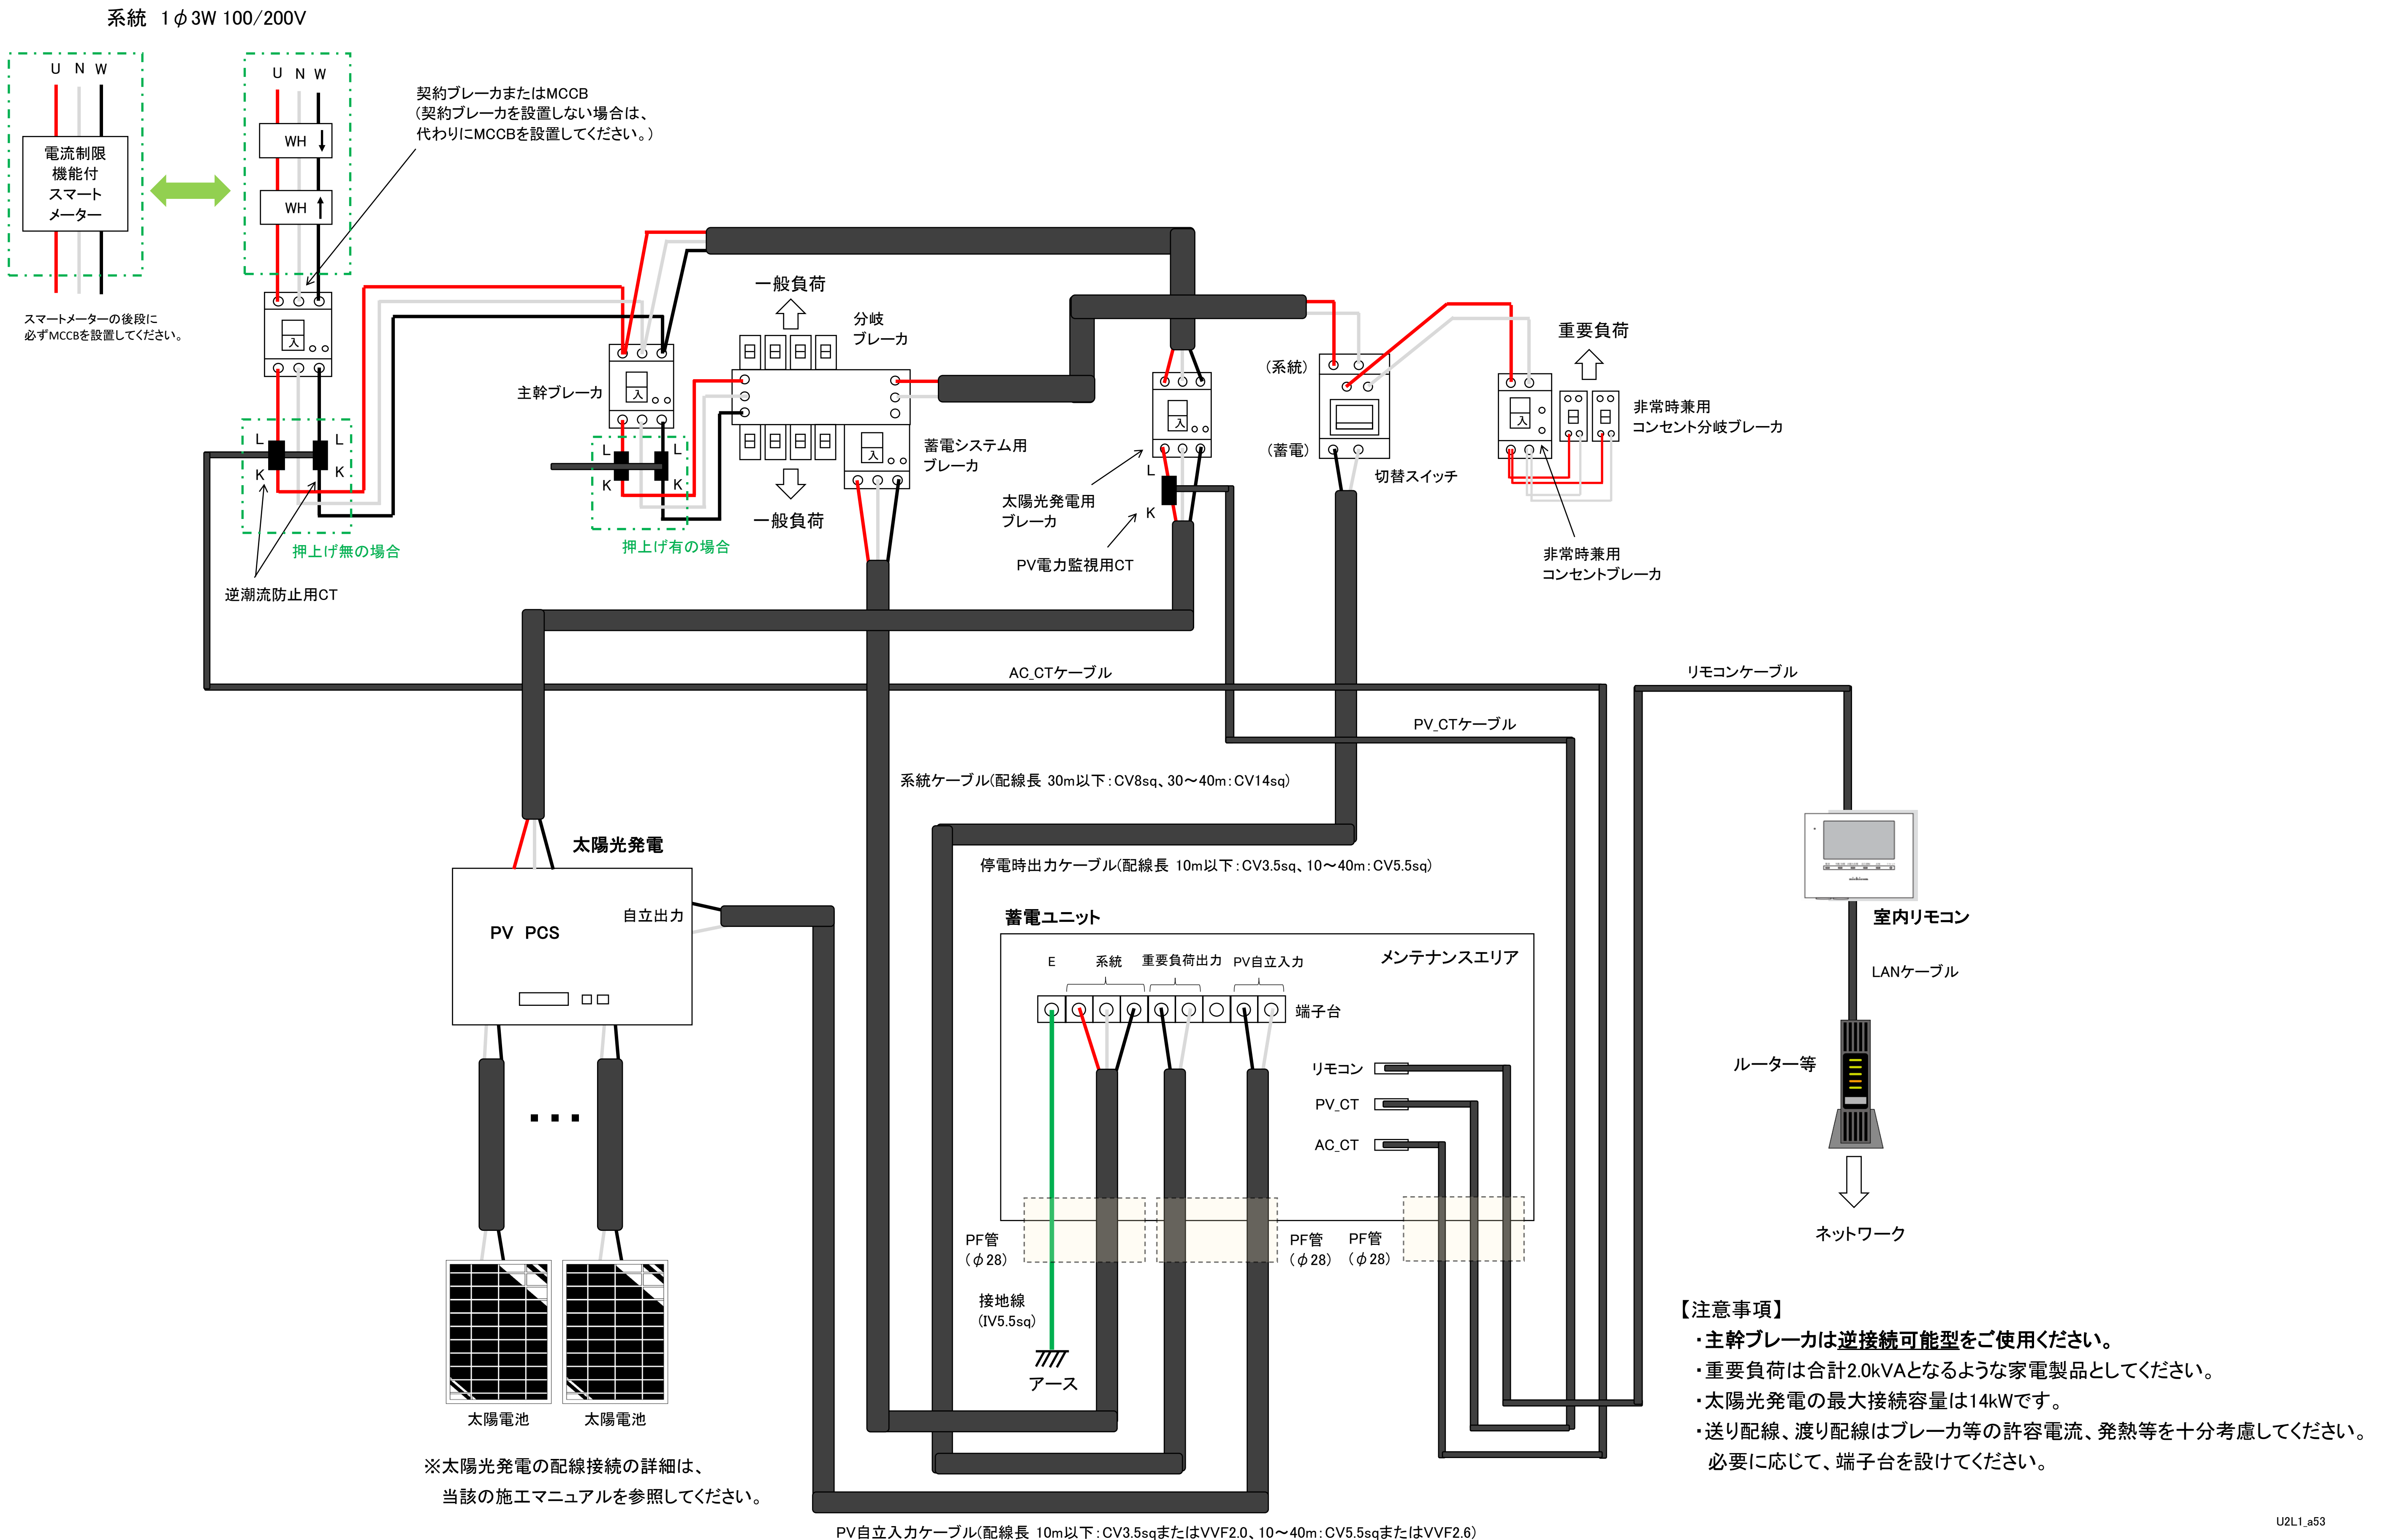 系統 1φ3W 100/200V
U N W
電流制限
機能付
スマート
メーター
スマートメーターの後段に
必ずMCCBを設置してください。
U N W
WH
WH
契約ブレーカまたはMCCB
(契約ブレーカを設置しない場合は、
代わりにMCCBを設置してください。)
入
L
L
K
K
押上げ無の場合
逆潮流防止用CT
主幹ブレーカ
入
L
L
K
K
押上げ有の場合
一般負荷
分岐
ブレーカ
入
蓄電システム用
ブレーカ
一般負荷
入
L
K
太陽光発電用
ブレーカ
PV電力監視用CT
(系統)
(蓄電)
切替スイッチ
重要負荷
入
非常時兼用
コンセント分岐ブレーカ
非常時兼用
コンセントブレーカ
AC_CTケーブル
リモコンケーブル
PV_CTケーブル
系統ケーブル(配線長 30m以下:CV8sq、30～40m:CV14sq)
停電時出力ケーブル(配線長 10m以下:CV3.5sq、10～40m:CV5.5sq)
太陽光発電
PV PCS
自立出力
太陽電池
太陽電池
※太陽光発電の配線接続の詳細は、
当該の施工マニュアルを参照してください。
蓄電ユニット
メンテナンスエリア
E
系統
重要負荷出力
PV自立入力
端子台
リモコン
PV_CT
AC_CT
PF管
(φ28)
PF管
(φ28)
PF管
(φ28)
接地線
(IV5.5sq)
アース
PV自立入力ケーブル(配線長 10m以下:CV3.5sqまたはVVF2.0、10～40m:CV5.5sqまたはVVF2.6)
室内リモコン
LANケーブル
ルーター等
ネットワーク
【注意事項】
・主幹ブレーカは逆接続可能型をご使用ください。
・重要負荷は合計2.0kVAとなるような家電製品としてください。
・太陽光発電の最大接続容量は14kWです。
・送り配線、渡り配線はブレーカ等の許容電流、発熱等を十分考慮してください。
必要に応じて、端子台を設けてください。
U2L1_a53